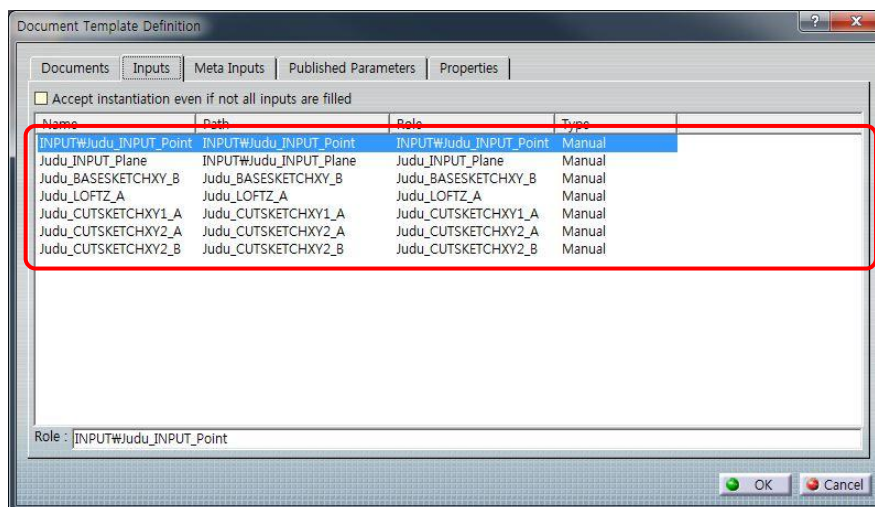 Document Template Definition
Documents Inputs Meta Inputs Published Parameters Properties
Accept instantiation even if not all inputs are filled
Name Path Role Type
INPUT₩Judu_INPUT_Point INPUT₩Judu_INPUT_Point INPUT₩Judu_INPUT_Point Manual
Judu_INPUT_Plane INPUT₩Judu_INPUT_Plane Judu_INPUT_Plane Manual
Judu_BASESKETCHXY_B Judu_BASESKETCHXY_B Judu_BASESKETCHXY_B Manual
Judu_LOFTZ_A Judu_LOFTZ_A Judu_LOFTZ_A Manual
Judu_CUTSKETCHXY1_A Judu_CUTSKETCHXY1_A Judu_CUTSKETCHXY1_A Manual
Judu_CUTSKETCHXY2_A Judu_CUTSKETCHXY2_A Judu_CUTSKETCHXY2_A Manual
Judu_CUTSKETCHXY2_B Judu_CUTSKETCHXY2_B Judu_CUTSKETCHXY2_B Manual
Role : INPUT₩Judu_INPUT_Point
OK Cancel